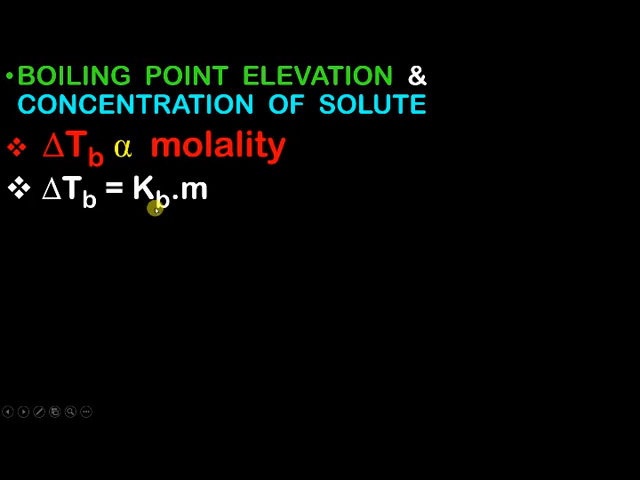 •BOILING POINT ELEVATION &
CONCENTRATION OF SOLUTE
❖ ΔTb α molality
❖ ΔTb = Kb.m